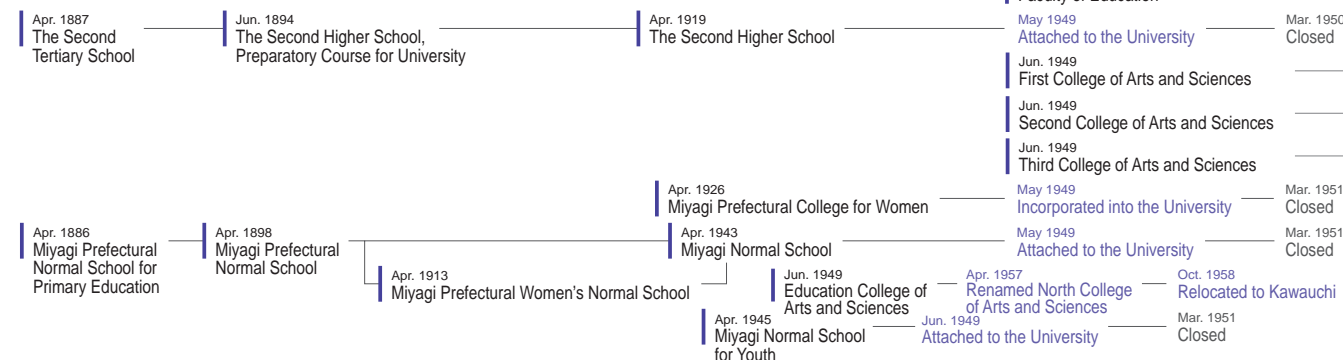 Faculty of Education
Apr. 1887
The Second
Tertiary School
Jun. 1894
The Second Higher School,
Preparatory Course for University
Apr. 1919
The Second Higher School
May 1949
Attached to the University
Mar. 1950
Closed
Jun. 1949
First College of Arts and Sciences
Jun. 1949
Second College of Arts and Sciences
Jun. 1949
Third College of Arts and Sciences
Apr. 1926
Miyagi Prefectural College for Women
May 1949
Incorporated into the University
Mar. 1951
Closed
Apr. 1886
Miyagi Prefectural
Normal School for
Primary Education
Apr. 1898
Miyagi Prefectural
Normal School
Apr. 1943
Miyagi Normal School
May 1949
Attached to the University
Mar. 1951
Closed
Apr. 1913
Miyagi Prefectural Women's Normal School
Jun. 1949
Education College of
Arts and Sciences
Apr. 1957
Renamed North College
of Arts and Sciences
Oct. 1958
Relocated to Kawauchi
Apr. 1945
Miyagi Normal School
for Youth
Jun. 1949
Attached to the University
Mar. 1951
Closed